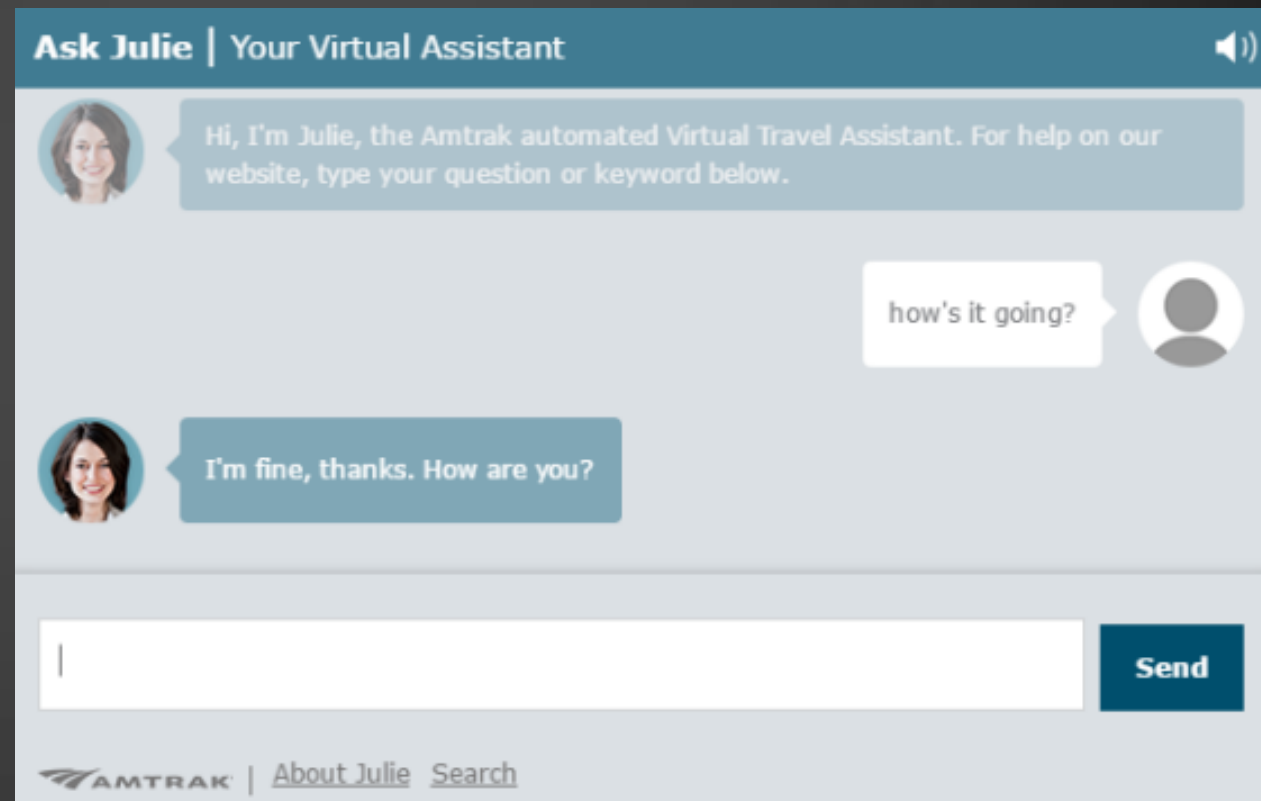 Ask Julie | Your Virtual Assistant
Hi, I'm Julie, the Amtrak automated Virtual Travel Assistant. For help on our
website, type your question or keyword below.
how's it going?
I'm fine, thanks. How are you?
Send
AMTRAK | About Julie Search